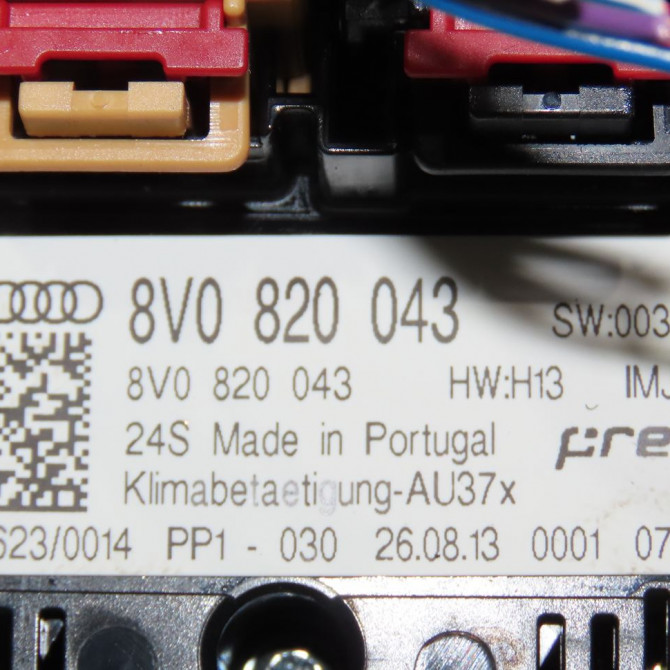 8V0 820 043 SW:003
8V0 820 043 HW:H13
24S Made in Portugal
Klimabetaetigung-AU37x
623/0014 PP1 - 030 26.08.13 0001 07